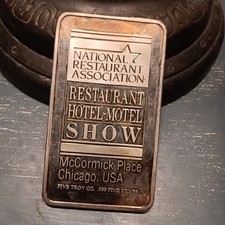 NATIONAL
RESTAURANT
ASSOCIATION
RESTAURANT
HOTEL-MOTEL
SHOW
McCormick Place
Chicago, USA
FIVE TROY OZ. .999 FINE SILVER